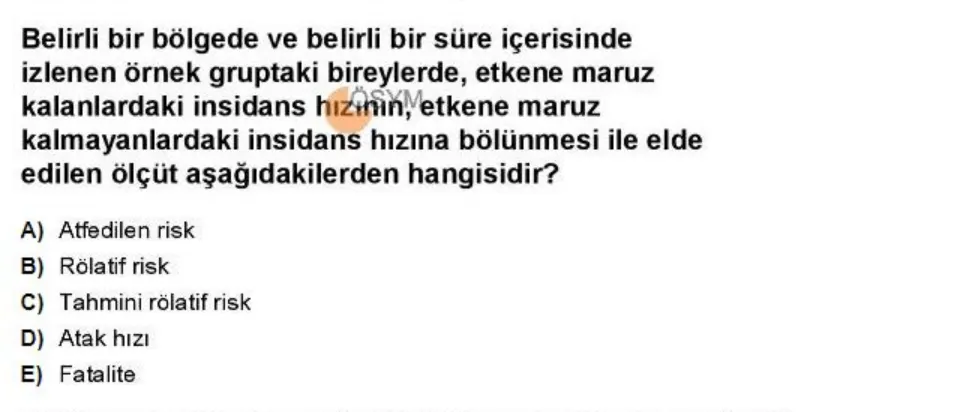 Belirli bir bölgede ve belirli bir süre içerisinde
izlenen örnek gruptaki bireylerde, etkene maruz
kalanlardaki insidans hızının, etkene maruz
ÖSYM
kalmayanlardaki insidans hızına bölünmesi ile elde
edilen ölçüt aşağıdakilerden hangisidir?
A) Atfedilen risk
B) Rölatif risk
C) Tahmini rölatif risk
D) Atak hızı
E) Fatalite